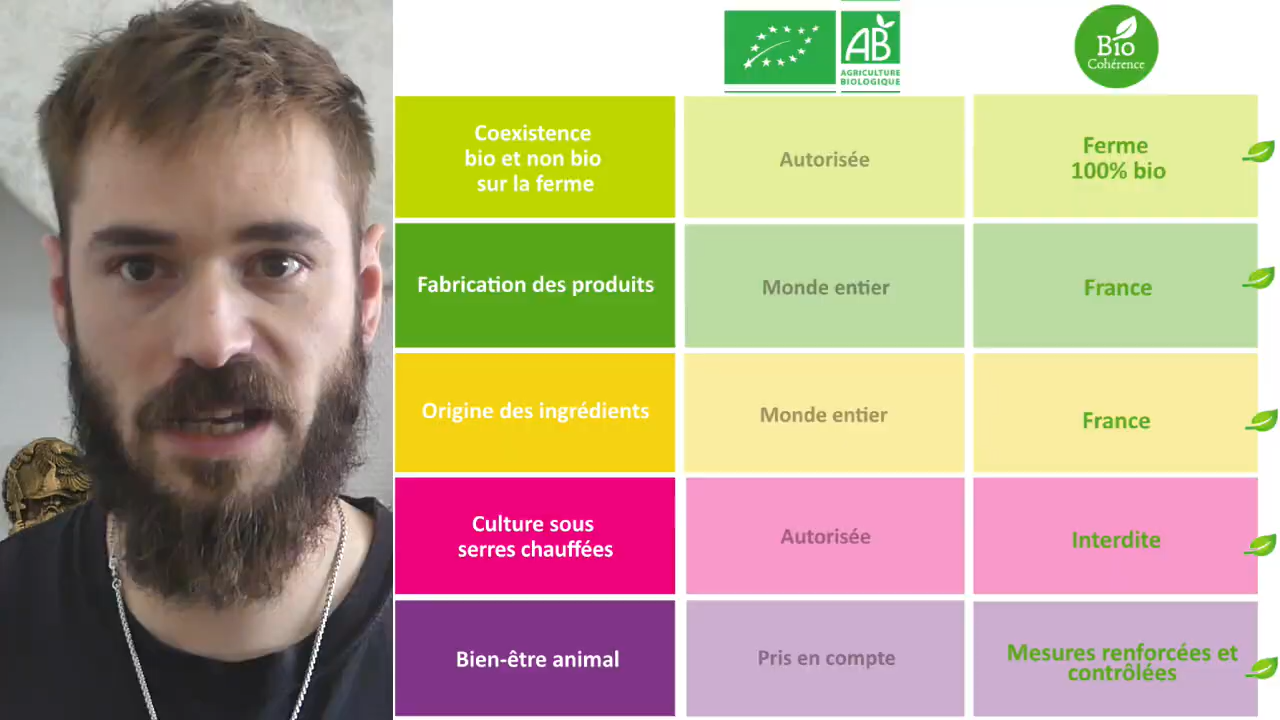 AB
AGRICULTURE
BIOLOGIQUE
Bio
Cohérence
Coexistence
bio et non bio
sur la ferme
Autorisée
Ferme
100% bio
Fabrication des produits
Monde entier
France
Origine des ingrédients
Monde entier
France
Culture sous
serres chauffées
Autorisée
Interdite
Bien-être animal
Pris en compte
Mesures renforcées et
contrôlées